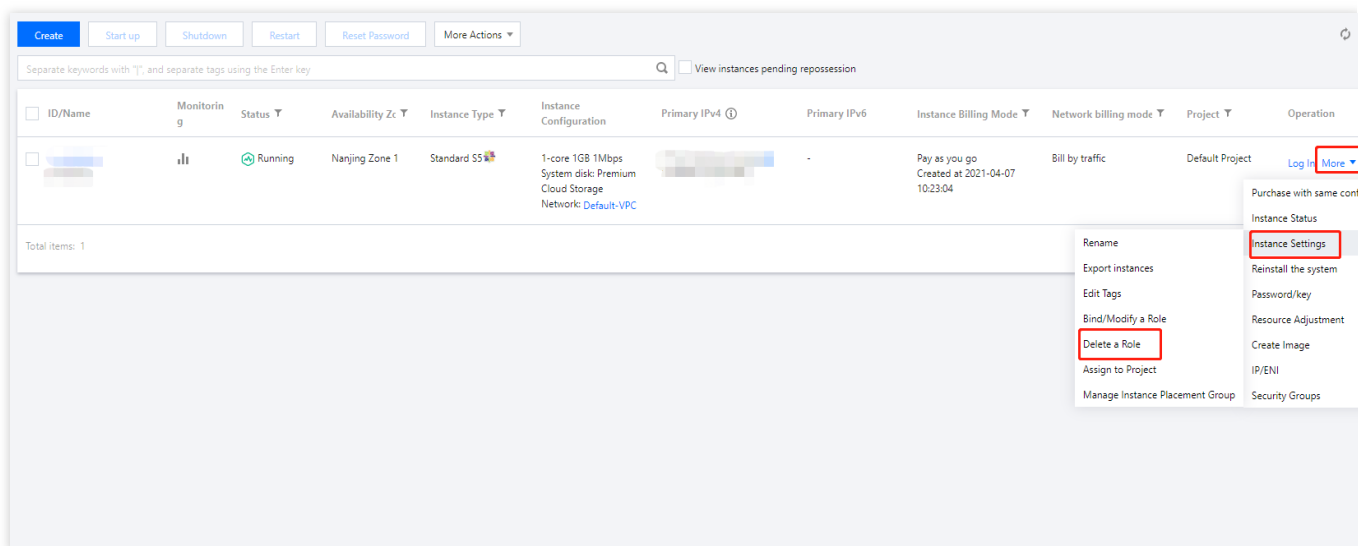 Create
Start up
Shutdown
Restart
Reset Password
More Actions
Separate keywords with "|", and separate tags using the Enter key
View instances pending repossession
ID/Name
Monitorin
g
Status
Availability Zc
Instance Type
Instance
Configuration
Primary IPv4
Primary IPv6
Instance Billing Mode
Network billing mode
Project
Operation
Running
Nanjing Zone 1
Standard S5
1-core 1GB 1Mbps
System disk: Premium
Cloud Storage
Network: Default-VPC
-
Pay as you go
Created at 2021-04-07
10:23:04
Bill by traffic
Default Project
Log In
More
Total items: 1
Purchase with same conf
Instance Status
Instance Settings
Reinstall the system
Password/key
Resource Adjustment
Create Image
IP/ENI
Security Groups
Rename
Export instances
Edit Tags
Bind/Modify a Role
Delete a Role
Assign to Project
Manage Instance Placement Group